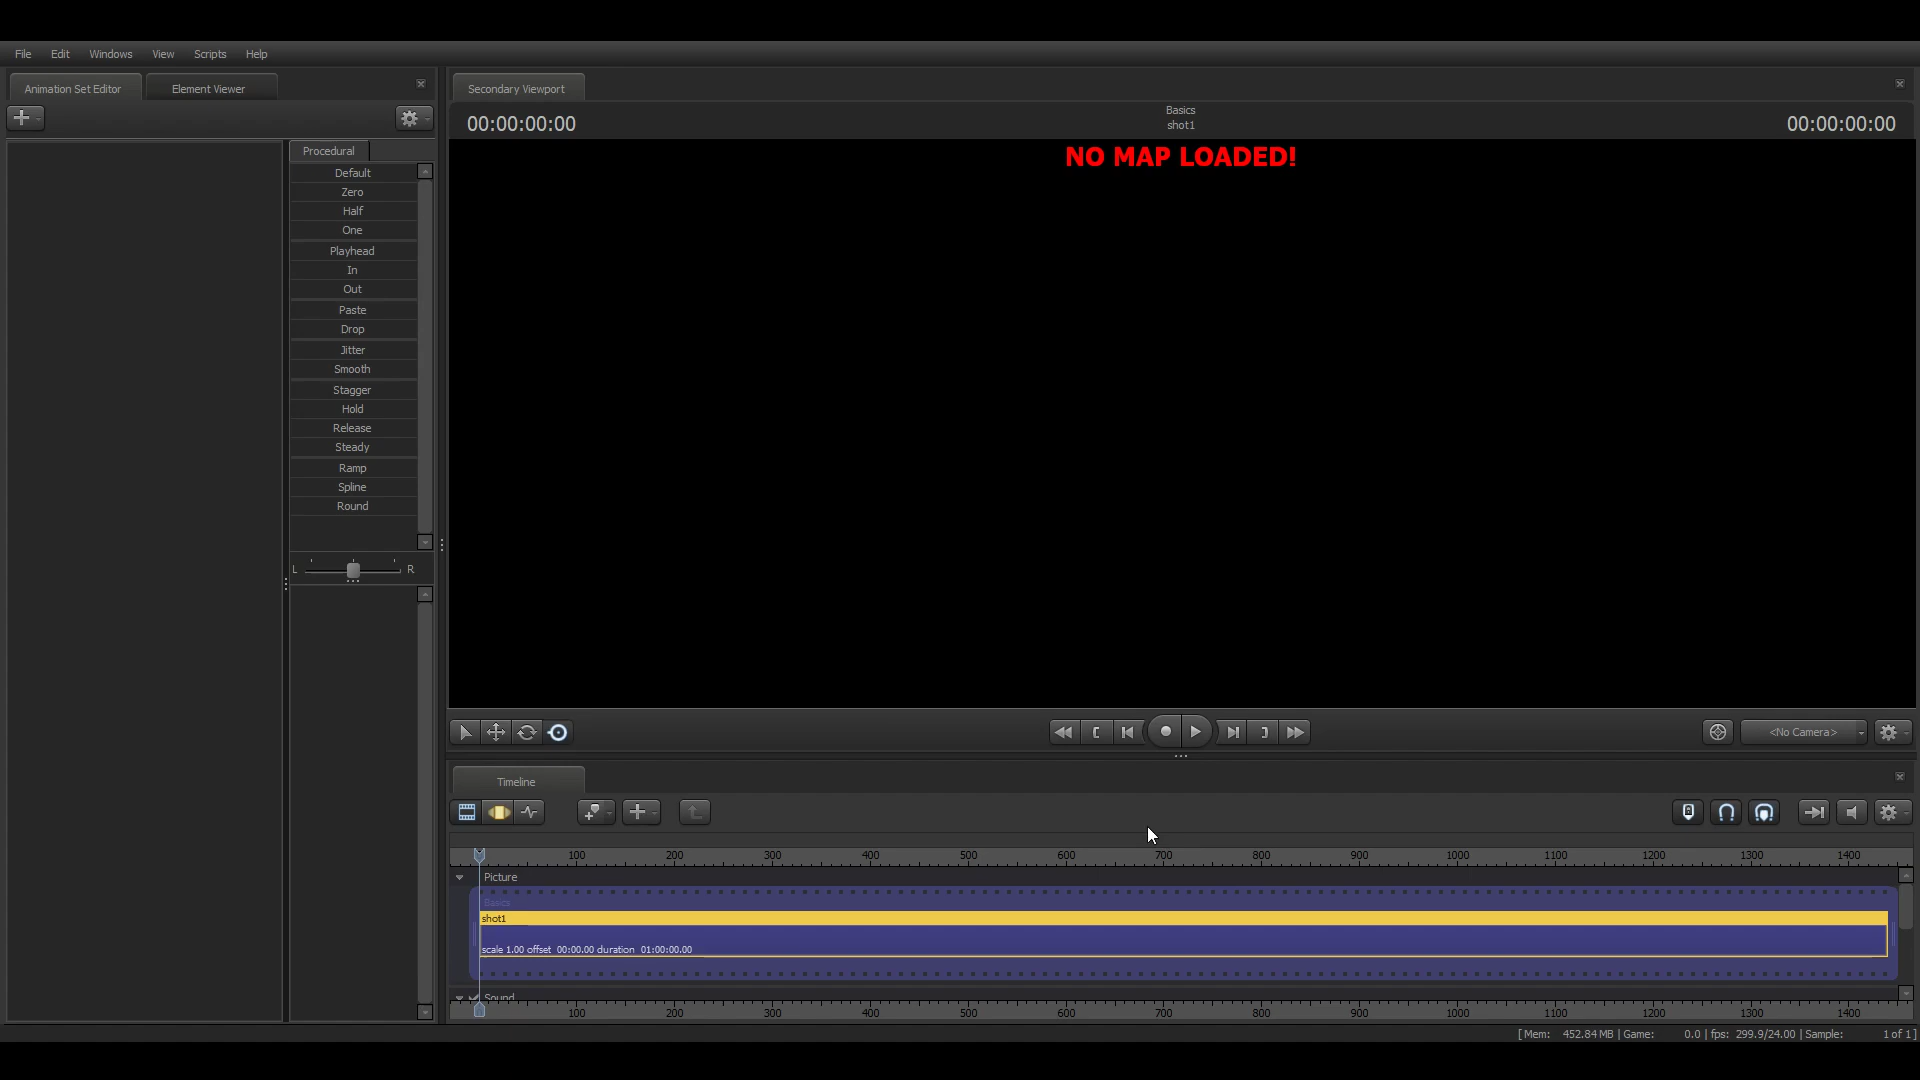 File Edit Windows View Scripts Help
Animation Set Editor Element Viewer
Secondary Viewport
00:00:00:00
Basics
shot1
00:00:00:00
NO MAP LOADED!
Procedural
Default
Zero
Half
One
Playhead
In
Out
Paste
Drop
Jitter
Smooth
Stagger
Hold
Release
Steady
Ramp
Spline
Round
L R
<No Camera>
Timeline
100 200 300 400 500 600 700 800 900 1000 1100 1200 1300 1400
Picture
Basics
shot1
scale 1.00 offset 00:00.00 duration 01:00:00.00
Sound
100 200 300 400 500 600 700 800 900 1000 1100 1200 1300 1400
[ Mem: 452.84 MB | Game: 0.0 | fps: 299.9/24.00 | Sample: 1 of 1 ]